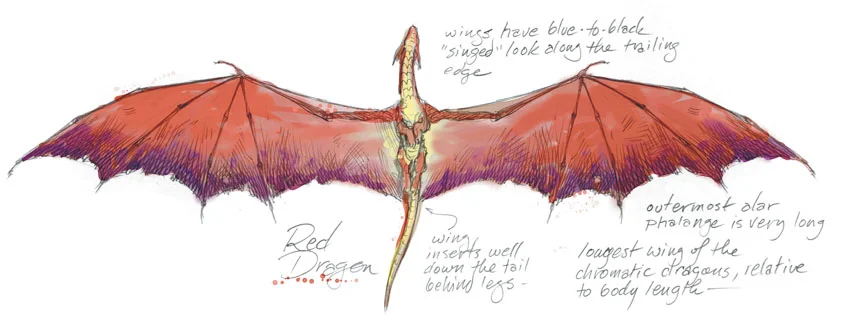 wings have blue-to-black
"singed" look along the trailing
edge
outermost alar
phalange is very long
Red
Dragon
wing
inserts well
down the tail
behind legs -
longest wing of the
chromatic dragons, relative
to body length